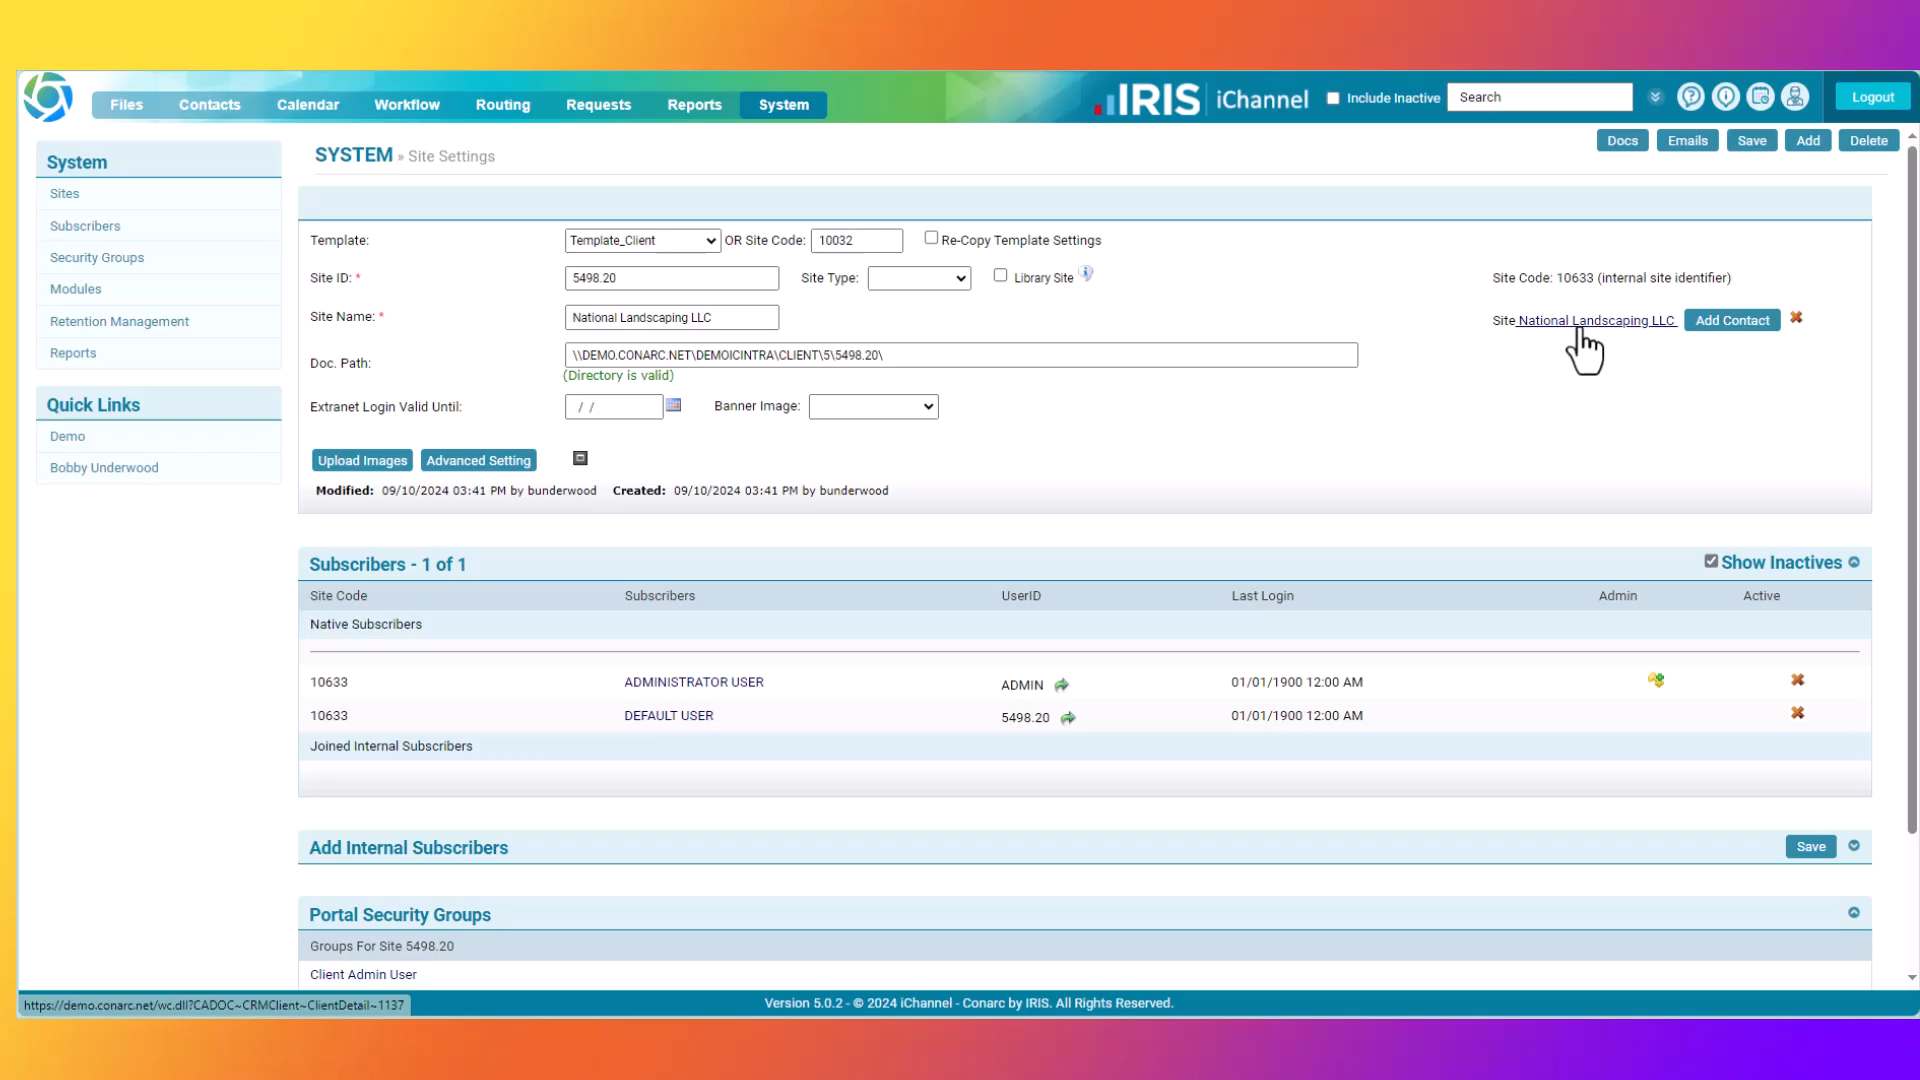 Files Contacts Calendar Workflow Routing Requests Reports System
IRIS iChannel Include Inactive Search Logout
Docs Emails Save Add Delete
System
Sites
Subscribers
Security Groups
Modules
Retention Management
Reports
Quick Links
Demo
Bobby Underwood
SYSTEM » Site Settings
Template: Template_Client OR Site Code: 10032 Re-Copy Template Settings
Site ID: * 5498.20 Site Type: Library Site Site Code: 10633 (internal site identifier)
Site Name: * National Landscaping LLC Site National Landscaping LLC Add Contact
Doc. Path: \\DEMO.CONARC.NET\DEMOICINTRA\CLIENT\5\5498.20\
(Directory is valid)
Extranet Login Valid Until: / / Banner Image:
Upload Images Advanced Setting
Modified: 09/10/2024 03:41 PM by bunderwood Created: 09/10/2024 03:41 PM by bunderwood
Subscribers - 1 of 1 Show Inactives
Site Code Subscribers UserID Last Login Admin Active
Native Subscribers
10633 ADMINISTRATOR USER ADMIN 01/01/1900 12:00 AM
10633 DEFAULT USER 5498.20 01/01/1900 12:00 AM
Joined Internal Subscribers
Add Internal Subscribers Save
Portal Security Groups
Groups For Site 5498.20
Client Admin User
https://demo.conarc.net/wc.dll?CADOC~CRMClient~ClientDetail~1137
Version 5.0.2 - © 2024 iChannel - Conarc by IRIS. All Rights Reserved.